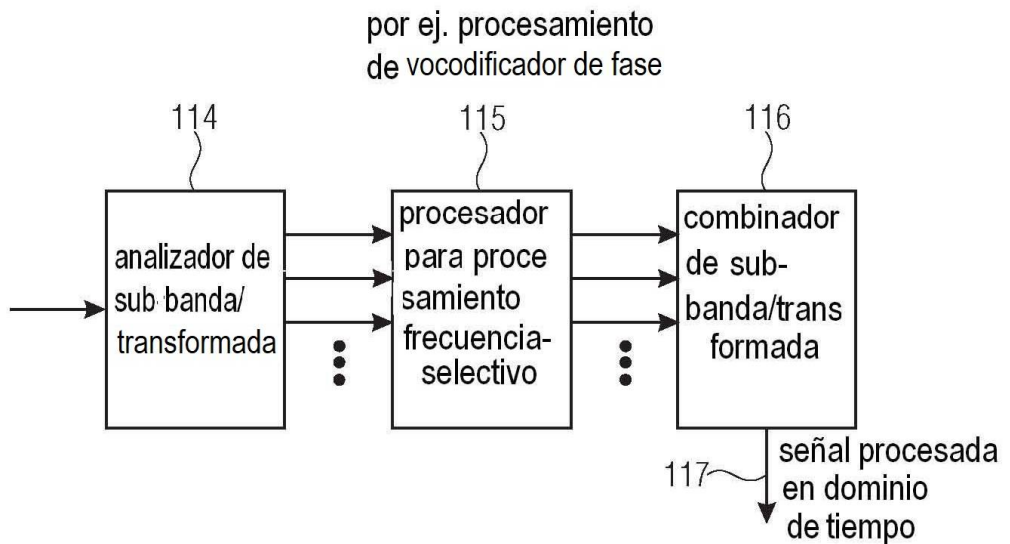 por ej. procesamiento
de vocodificador de fase
114
115
116
analizador de
sub banda/
transformada
procesador
para proce
samiento
frecuencia-
selectivo
combinador
de sub-
banda/trans
formada
117
señal procesada
en dominio
de tiempo